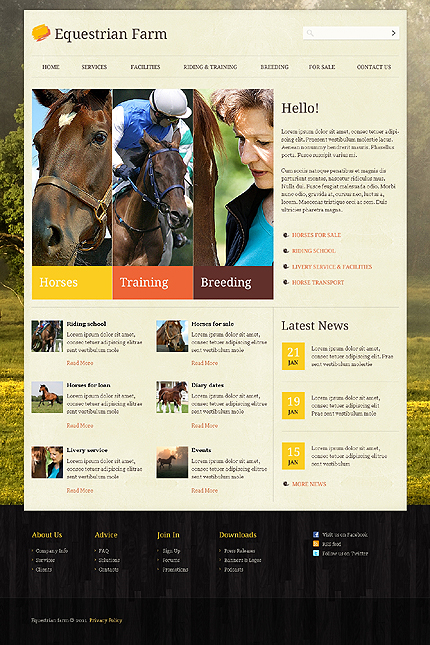 Equestrian Farm
HOME SERVICES FACILITIES RIDING & TRAINING BREEDING FOR SALE CONTACT US
Horses
Training
Breeding
Hello!
Lorem ipsum dolor sit amet, consec tetuer adipi-
scing elit. Praesent vestibulum molestie lacus.
Aenean nonummy hendrerit mauris. Phasellus
porta. Fusce suscipit varius mi.
Cum sociis natoque penatibus et magnis dis
parturient montes, nascetur ridiculus mus.
Nulla dui. Fusce feugiat malesuada odio. Morbi
nunc odio, gravida at, cursus nec, luctus a,
lorem. Maecenas tristique orci ac sem. Duis
ultricies pharetra magna.
HORSES FOR SALE
RIDING SCHOOL
LIVERY SERVICE & FACILITIES
HORSE TRANSPORT
Riding school
Lorem ipsum dolor sit amet,
consec tetuer adipiscing elitrae
sent vestibulum mole
Read More
Horses for sale
Lorem ipsum dolor sit amet,
consec tetuer adipiscing elitrae
sent vestibulum mole
Read More
Horses for loan
Lorem ipsum dolor sit amet,
consec tetuer adipiscing elitrae
sent vestibulum mole
Read More
Diary dates
Lorem ipsum dolor sit amet,
consec tetuer adipiscing elitrae
sent vestibulum mole
Read More
Livery service
Lorem ipsum dolor sit amet,
consec tetuer adipiscing elitrae
sent vestibulum mole
Read More
Events
Lorem ipsum dolor sit amet,
consec tetuer adipiscing elitrae
sent vestibulum mole
Read More
Latest News
21
JAN
Lorem ipsum dolor sit amet,
consec tetuer adipiscing elit. Prae
sent vestibulum molestie
19
JAN
Lorem ipsum dolor sit amet,
consec tetuer adipiscing elit.
Prae sent vestibulum mole
15
JAN
Lorem ipsum dolor sit amet,
consec tetuer adipiscing elitrae
sent vestibulum
MORE NEWS
About Us
Company Info
Services
Clients
Advice
FAQ
Solutions
Contacts
Join In
Sign Up
Forums
Promotions
Downloads
Press Releases
Banners & Logos
Podcasts
Visit us on Facebook
RSS feed
Follow us on Twitter
Equestrian farm © 2011 Privacy Policy